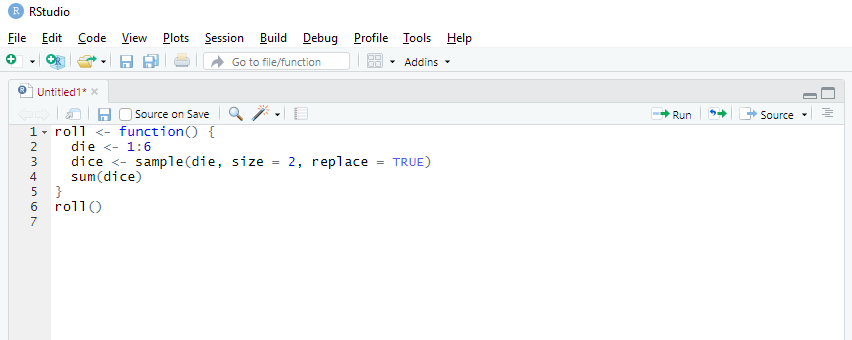 R RStudio
File Edit Code View Plots Session Build Debug Profile Tools Help
R Go to file/function Addins
R Untitled1*
Source on Save Run Source
1 roll <- function() {
2   die <- 1:6
3   dice <- sample(die, size = 2, replace = TRUE)
4   sum(dice)
5 }
6 roll()
7